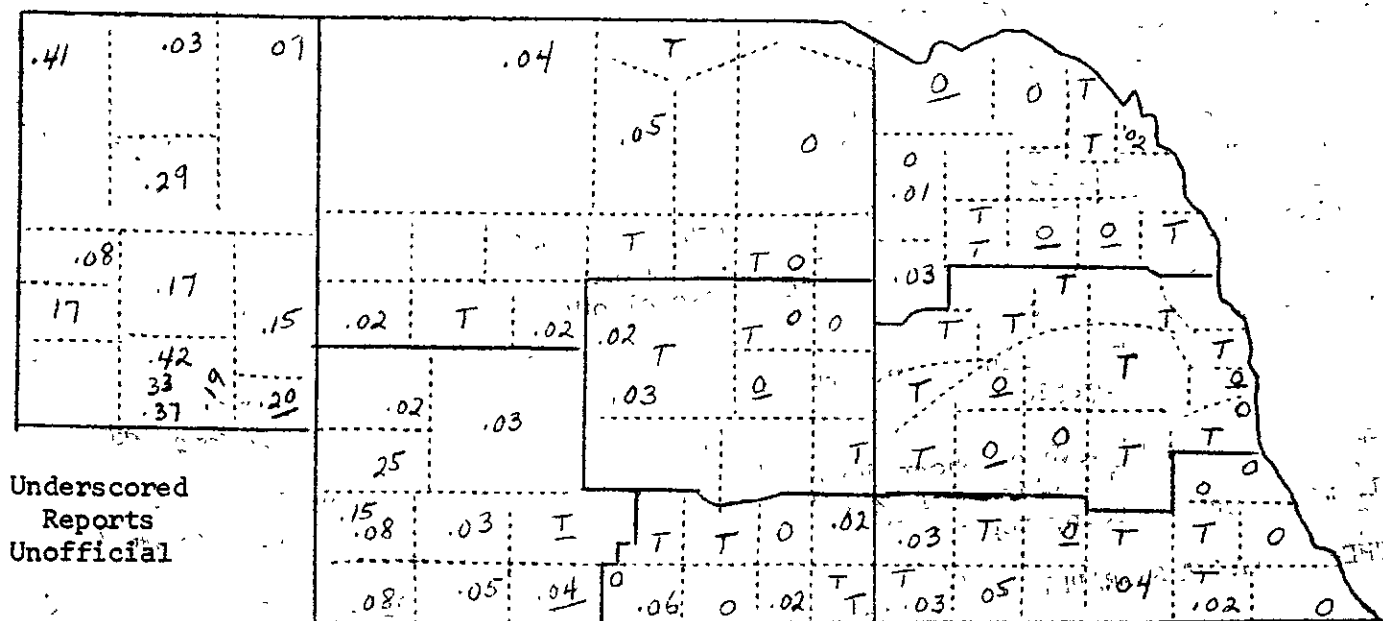 .41 .03 07 .04 T
0 0 T
.05 0 T 02
.29 0
.01
T T 0 0 T
.08 T T 0 .03
.17 T
17 .15 .02 T .02 .02 T 0 0 T T T
.42 T T
33 .19 .03 0 T 0 T 0
.37 .20 .02 .03 0
25 T T 0 0 T T 0
Underscored
Reports
Unofficial
.15 0
.08 .03 T T T 0 .02 .03 T 0 T T 0
.08 .05 .04 0 .06 0 .02 T T T .03 05 .04 T .02 0